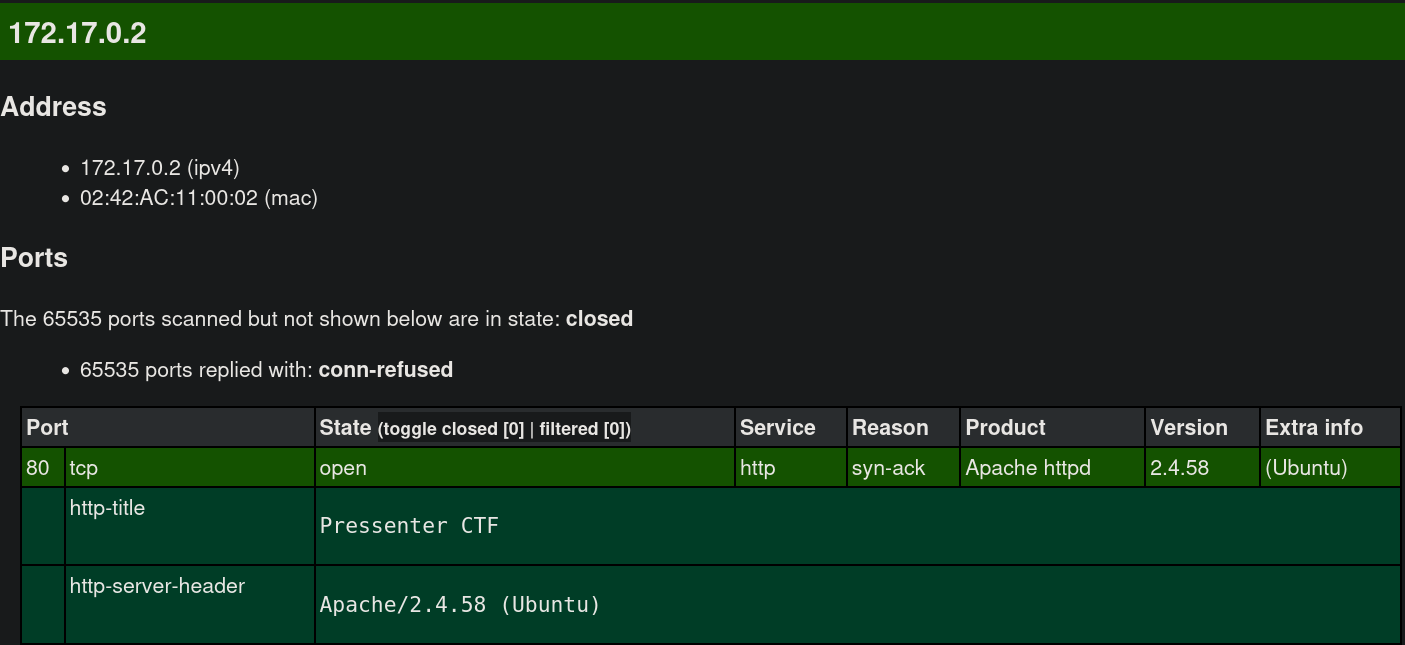 172.17.0.2
Address
172.17.0.2 (ipv4)
02:42:AC:11:00:02 (mac)
Ports
The 65535 ports scanned but not shown below are in state: closed
65535 ports replied with: conn-refused
Port State (toggle closed [0] | filtered [0]) Service Reason Product Version Extra info
80 tcp open http syn-ack Apache httpd 2.4.58 (Ubuntu)
http-title Pressenter CTF
http-server-header Apache/2.4.58 (Ubuntu)